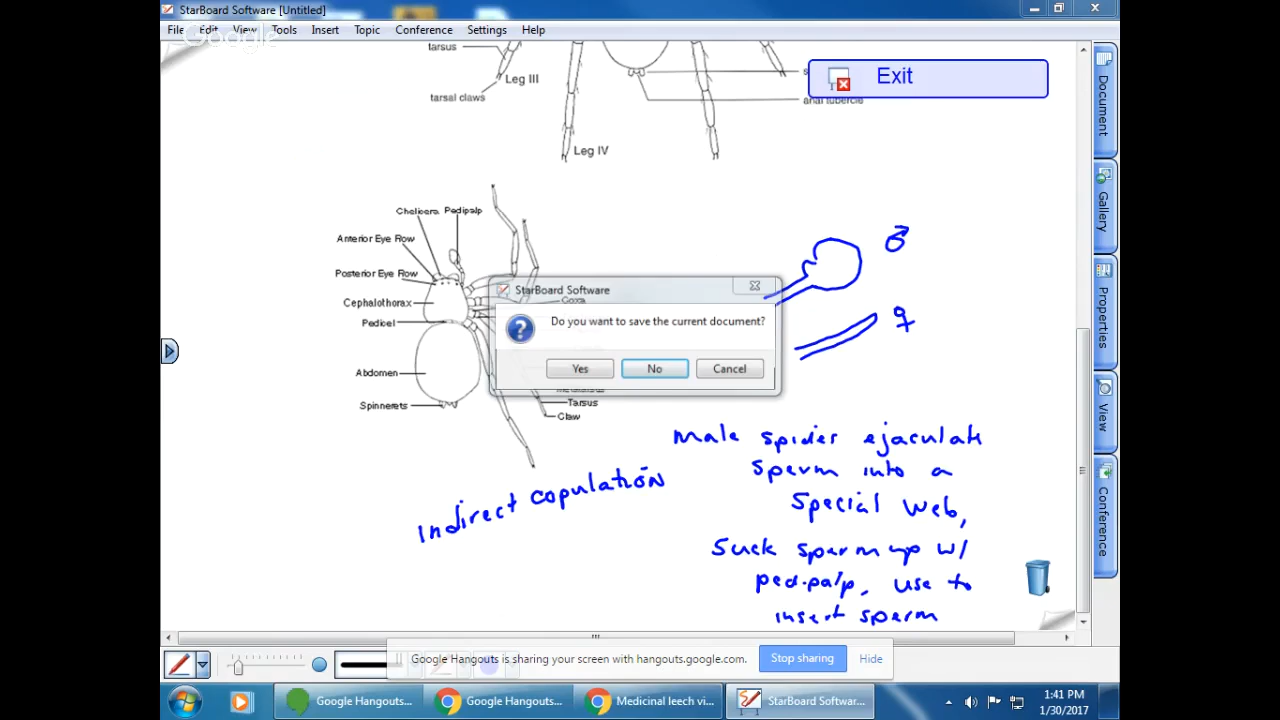 StarBoard Software [Untitled]
File Edit View Tools Insert Topic Conference Settings Help
Google
Exit
tarsus
Leg III
tarsal claws
anal tubercle
Leg IV
Document
Gallery
Properties
View
Conference
Chelicera Pedipalp
Anterior Eye Row
Posterior Eye Row
Cephalothorax
Pedicel
Abdomen
Spinnerets
Coxa
Tarsus
Claw
StarBoard Software
Do you want to save the current document?
Yes No Cancel
♂
♀
male spider ejaculate
sperm into a
special web,
suck sperm up w/
pedipalp, use to
insert sperm
indirect copulation
Google Hangouts is sharing your screen with hangouts.google.com. Stop sharing Hide
Google Hangouts... Google Hangouts... Medicinal leech vi... StarBoard Softwar...
1:41 PM
1/30/2017